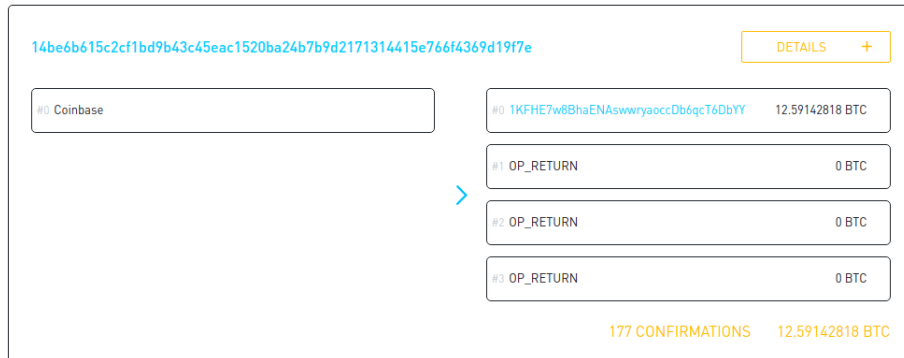 14be6b615c2cf1bd9b43c45eac1520ba24b7b9d2171314415e766f4369d19f7e
DETAILS +
#0 Coinbase
#0 1KFHE7w8BhaENAswwryaoccDb6qcT6DbYY 12.59142818 BTC
#1 OP_RETURN 0 BTC
#2 OP_RETURN 0 BTC
#3 OP_RETURN 0 BTC
177 CONFIRMATIONS 12.59142818 BTC